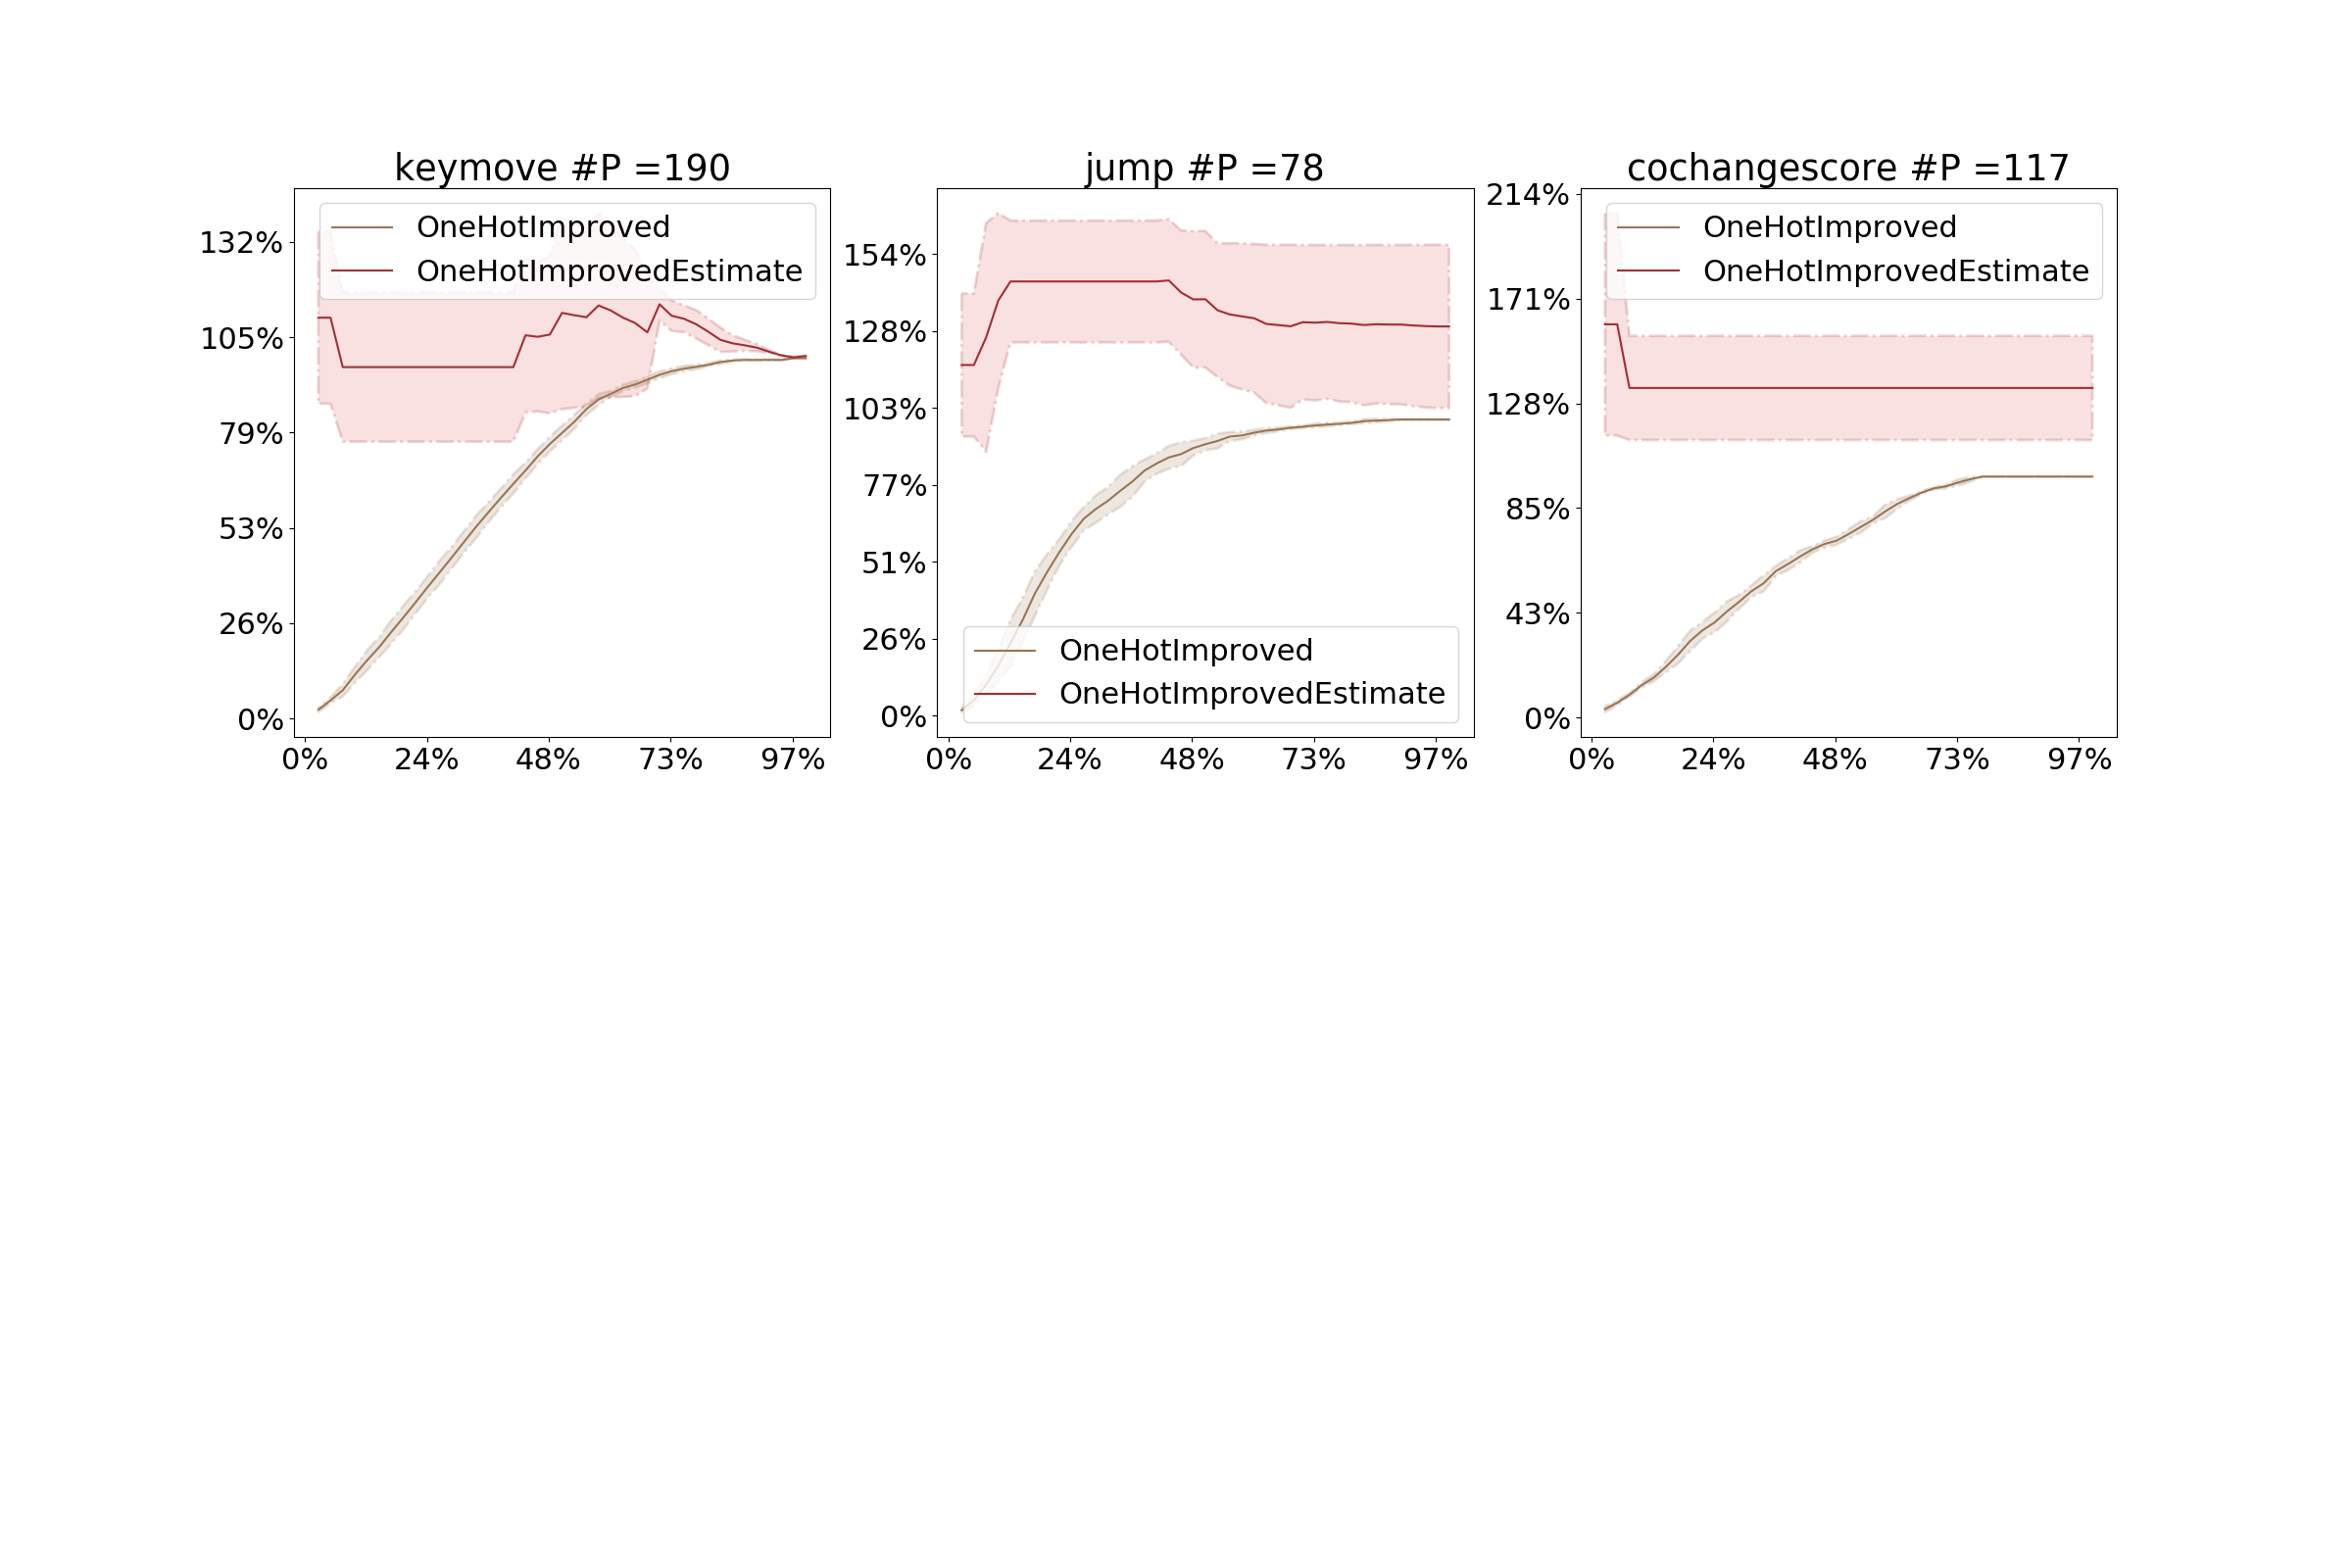 keymove #P =190
132%
105%
79%
53%
26%
0%
OneHotImproved
OneHotImprovedEstimate
0% 24% 48% 73% 97%
jump #P =78
154%
128%
103%
77%
51%
26%
0%
OneHotImproved
OneHotImprovedEstimate
0% 24% 48% 73% 97%
cochangescore #P =117
214%
171%
128%
85%
43%
0%
OneHotImproved
OneHotImprovedEstimate
0% 24% 48% 73% 97%